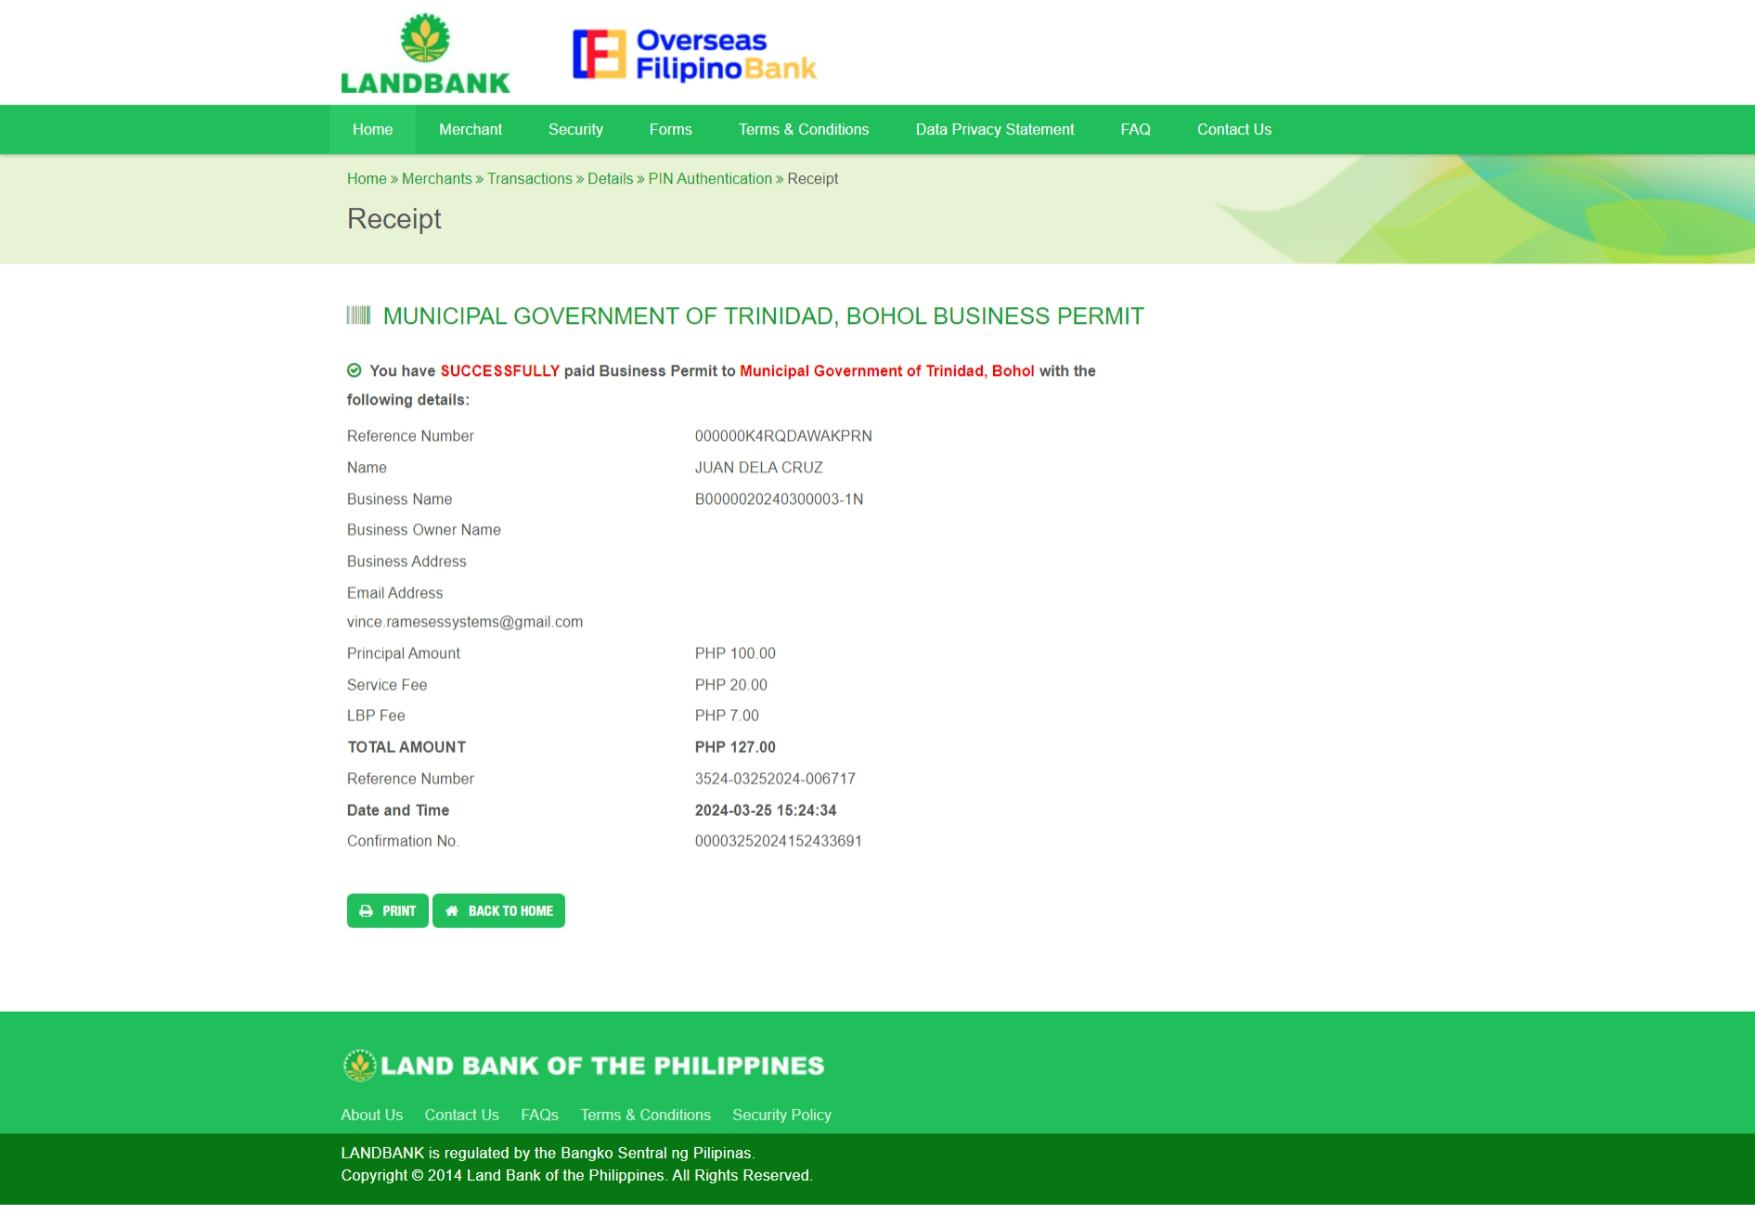 LANDBANK
Overseas
FilipinoBank
Home Merchant Security Forms Terms & Conditions Data Privacy Statement FAQ Contact Us
Home » Merchants » Transactions » Details » PIN Authentication » Receipt
Receipt
MUNICIPAL GOVERNMENT OF TRINIDAD, BOHOL BUSINESS PERMIT
You have SUCCESSFULLY paid Business Permit to Municipal Government of Trinidad, Bohol with the
following details:
Reference Number 000000K4RQDAWAKPRN
Name JUAN DELA CRUZ
Business Name B0000020240300003-1N
Business Owner Name
Business Address
Email Address
vince.ramesessystems@gmail.com
Principal Amount PHP 100.00
Service Fee PHP 20.00
LBP Fee PHP 7.00
TOTAL AMOUNT PHP 127.00
Reference Number 3524-03252024-006717
Date and Time 2024-03-25 15:24:34
Confirmation No. 00003252024152433691
PRINT BACK TO HOME
LAND BANK OF THE PHILIPPINES
About Us Contact Us FAQs Terms & Conditions Security Policy
LANDBANK is regulated by the Bangko Sentral ng Pilipinas.
Copyright © 2014 Land Bank of the Philippines. All Rights Reserved.